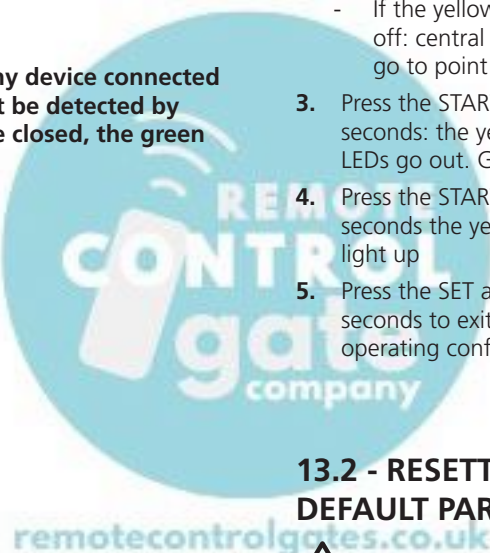 ny device connected
t be detected by
e closed, the green
- If the yellow
off: central
go to point
3. Press the STAR
seconds: the ye
LEDs go out. G
4. Press the STAR
seconds the ye
light up
5. Press the SET a
seconds to exit
operating conf
13.2 - RESETT
DEFAULT PAR
REMOTE
CONTROL
gate
company
remotecontrolgates.co.uk